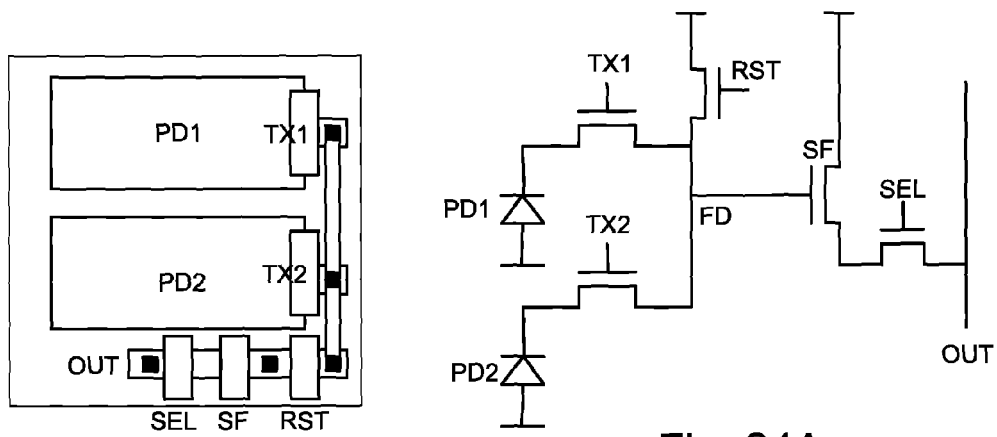 PD1
TX1
PD2
TX2
OUT
SEL SF RST
TX1
RST
SF
SEL
PD1
FD
TX2
PD2
OUT